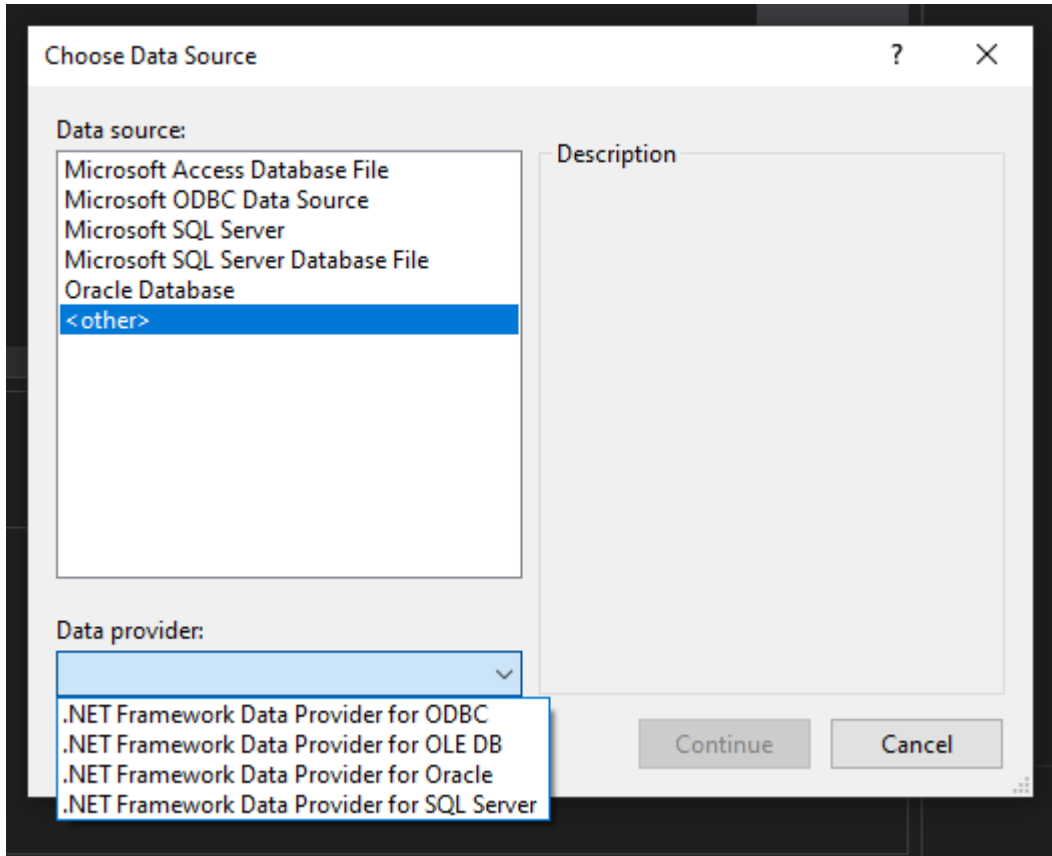 Choose Data Source
?
Data source:
Microsoft Access Database File
Microsoft ODBC Data Source
Microsoft SQL Server
Microsoft SQL Server Database File
Oracle Database
<other>
Description
Data provider:
.NET Framework Data Provider for ODBC
.NET Framework Data Provider for OLE DB
.NET Framework Data Provider for Oracle
.NET Framework Data Provider for SQL Server
Continue
Cancel